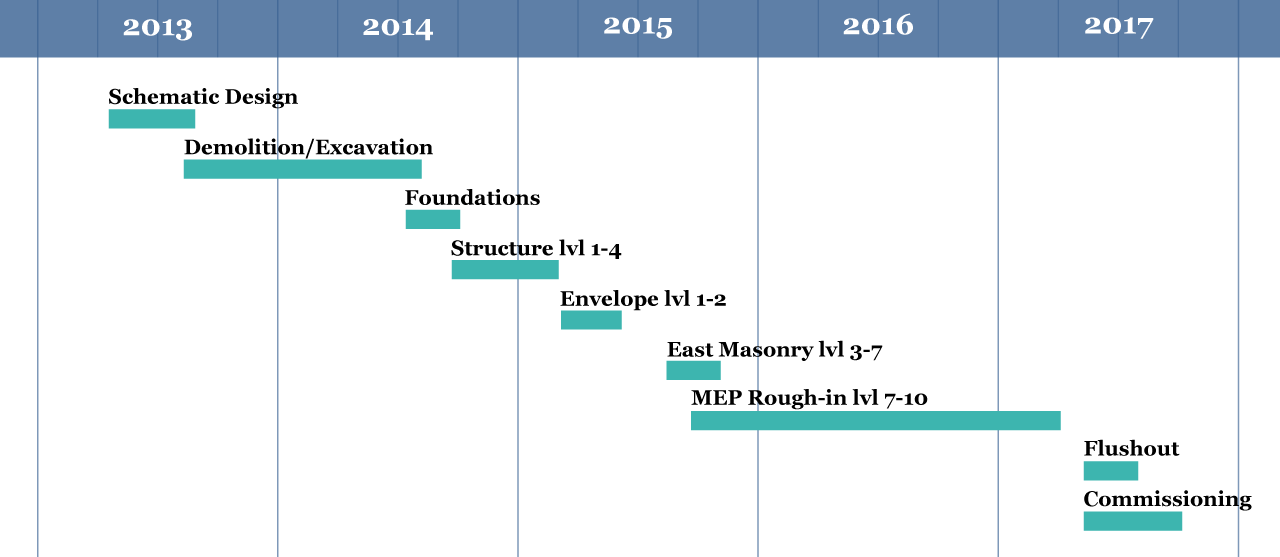 2013 2014 2015 2016 2017
Schematic Design
Demolition/Excavation
Foundations
Structure lvl 1-4
Envelope lvl 1-2
East Masonry lvl 3-7
MEP Rough-in lvl 7-10
Flushout
Commissioning